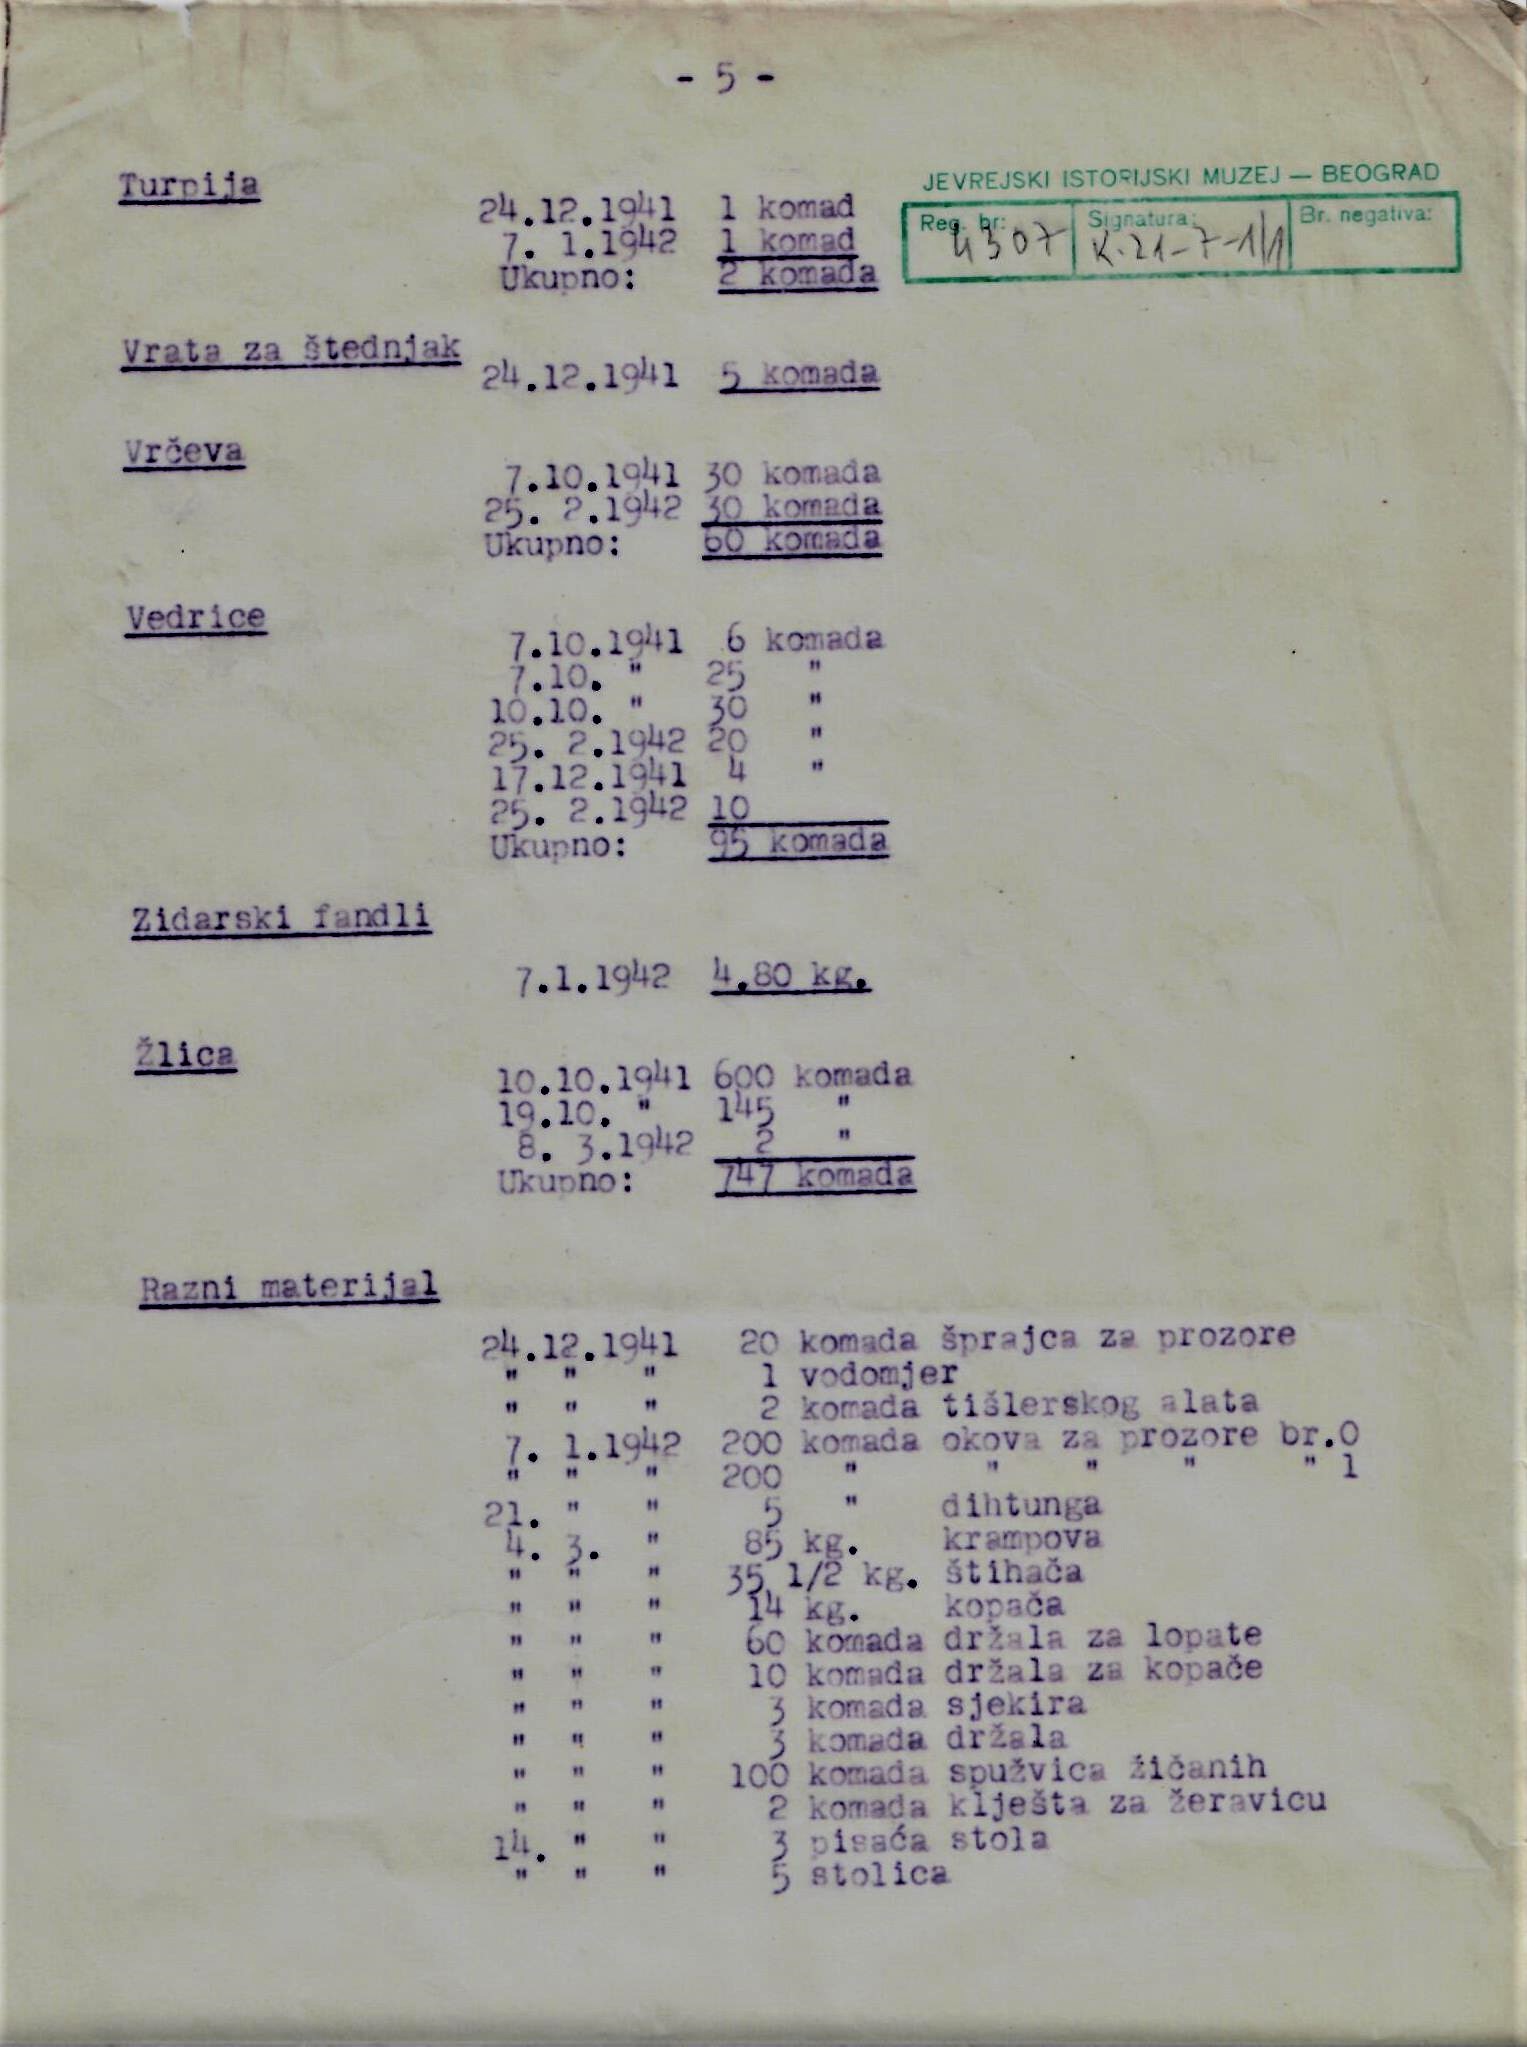 - 5 -
JEVREJSKI ISTORIJSKI MUZEJ — BEOGRAD
Reg. br: 4307 Signatura: K.21-7-1/1 Br. negativa:
Turpija
24.12.1941 1 komad
7. 1.1942 1 komad
Ukupno: 2 komada
Vrata za štednjak
24.12.1941 5 komada
Vrčeva
7.10.1941 30 komada
25. 2.1942 30 komada
Ukupno: 60 komada
Vedrice
7.10.1941 6 komada
7.10. " 25 "
10.10. " 30 "
25. 2.1942 20 "
17.12.1941 4 "
25. 2.1942 10
Ukupno: 95 komada
Zidarski fandli
7.1.1942 4.80 kg.
Žlica
10.10.1941 600 komada
19.10. " 145 "
8. 3.1942 2 "
Ukupno: 747 komada
Razni materijal
24.12.1941 20 komada šprajca za prozore
" " " 1 vodomjer
" " " 2 komada tišlerskog alata
7. 1.1942 200 komada okova za prozore br.0
" " " 200 " " " " " 1
21. " " 5 " dihtunga
4. 3. " 85 kg. krampova
" " " 35 1/2 kg. štihača
" " " 14 kg. kopača
" " " 60 komada držala za lopate
" " " 10 komada držala za kopače
" " " 3 komada sjekira
" " " 3 komada držala
" " " 100 komada spužvica žičanih
" " " 2 komada klješta za žeravicu
14. " " 3 pisaća stola
" " " 5 stolica